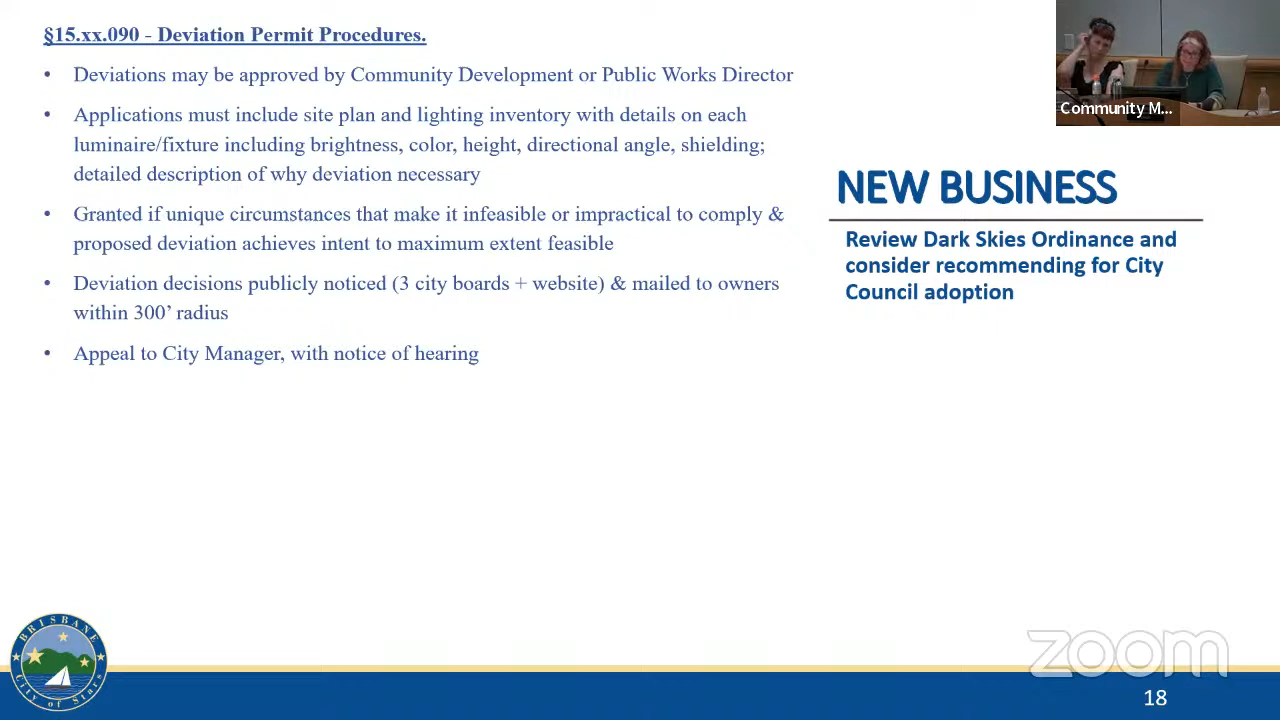 §15.xx.090 - Deviation Permit Procedures.
• Deviations may be approved by Community Development or Public Works Director
• Applications must include site plan and lighting inventory with details on each
luminaire/fixture including brightness, color, height, directional angle, shielding;
detailed description of why deviation necessary
• Granted if unique circumstances that make it infeasible or impractical to comply &
proposed deviation achieves intent to maximum extent feasible
• Deviation decisions publicly noticed (3 city boards + website) & mailed to owners
within 300’ radius
• Appeal to City Manager, with notice of hearing
Community M...
NEW BUSINESS
Review Dark Skies Ordinance and
consider recommending for City
Council adoption
BRISBANE
City of Stars
zoom
18